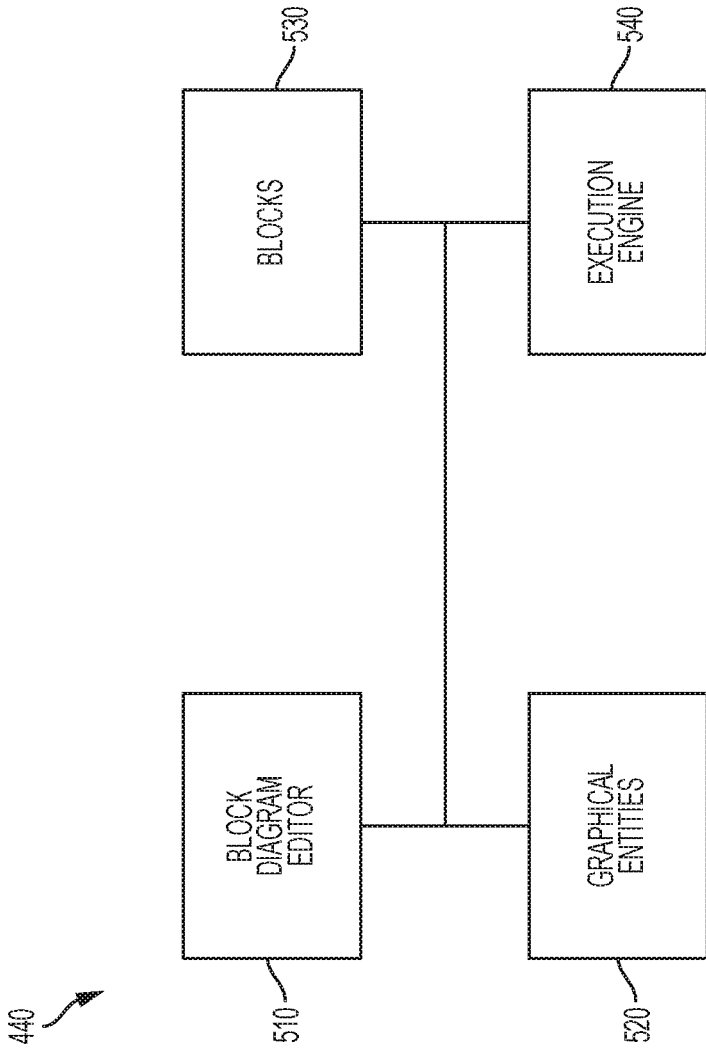 440
510
BLOCK
DIAGRAM
EDITOR
530
BLOCKS
520
GRAPHICAL
ENTITIES
540
EXECUTION
ENGINE